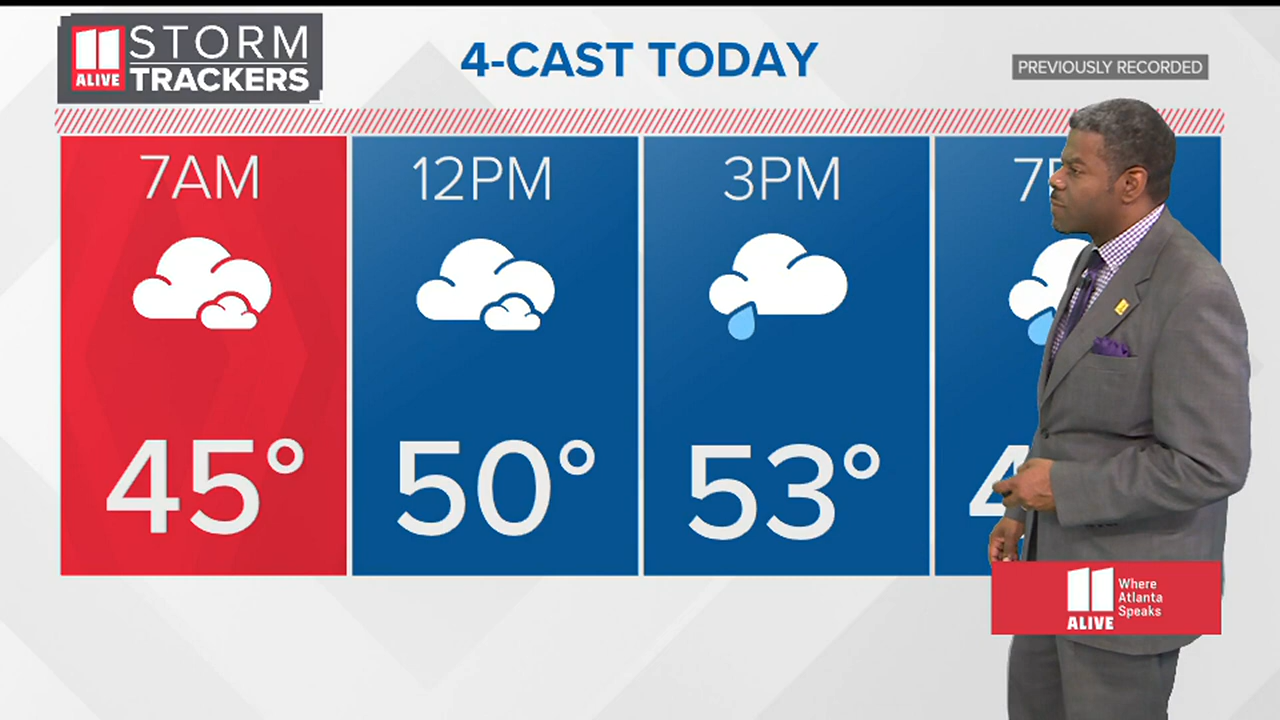 11 ALIVE
STORM
TRACKERS
4-CAST TODAY
PREVIOUSLY RECORDED
7AM
12PM
3PM
45°
50°
53°
11 ALIVE
Where
Atlanta
Speaks